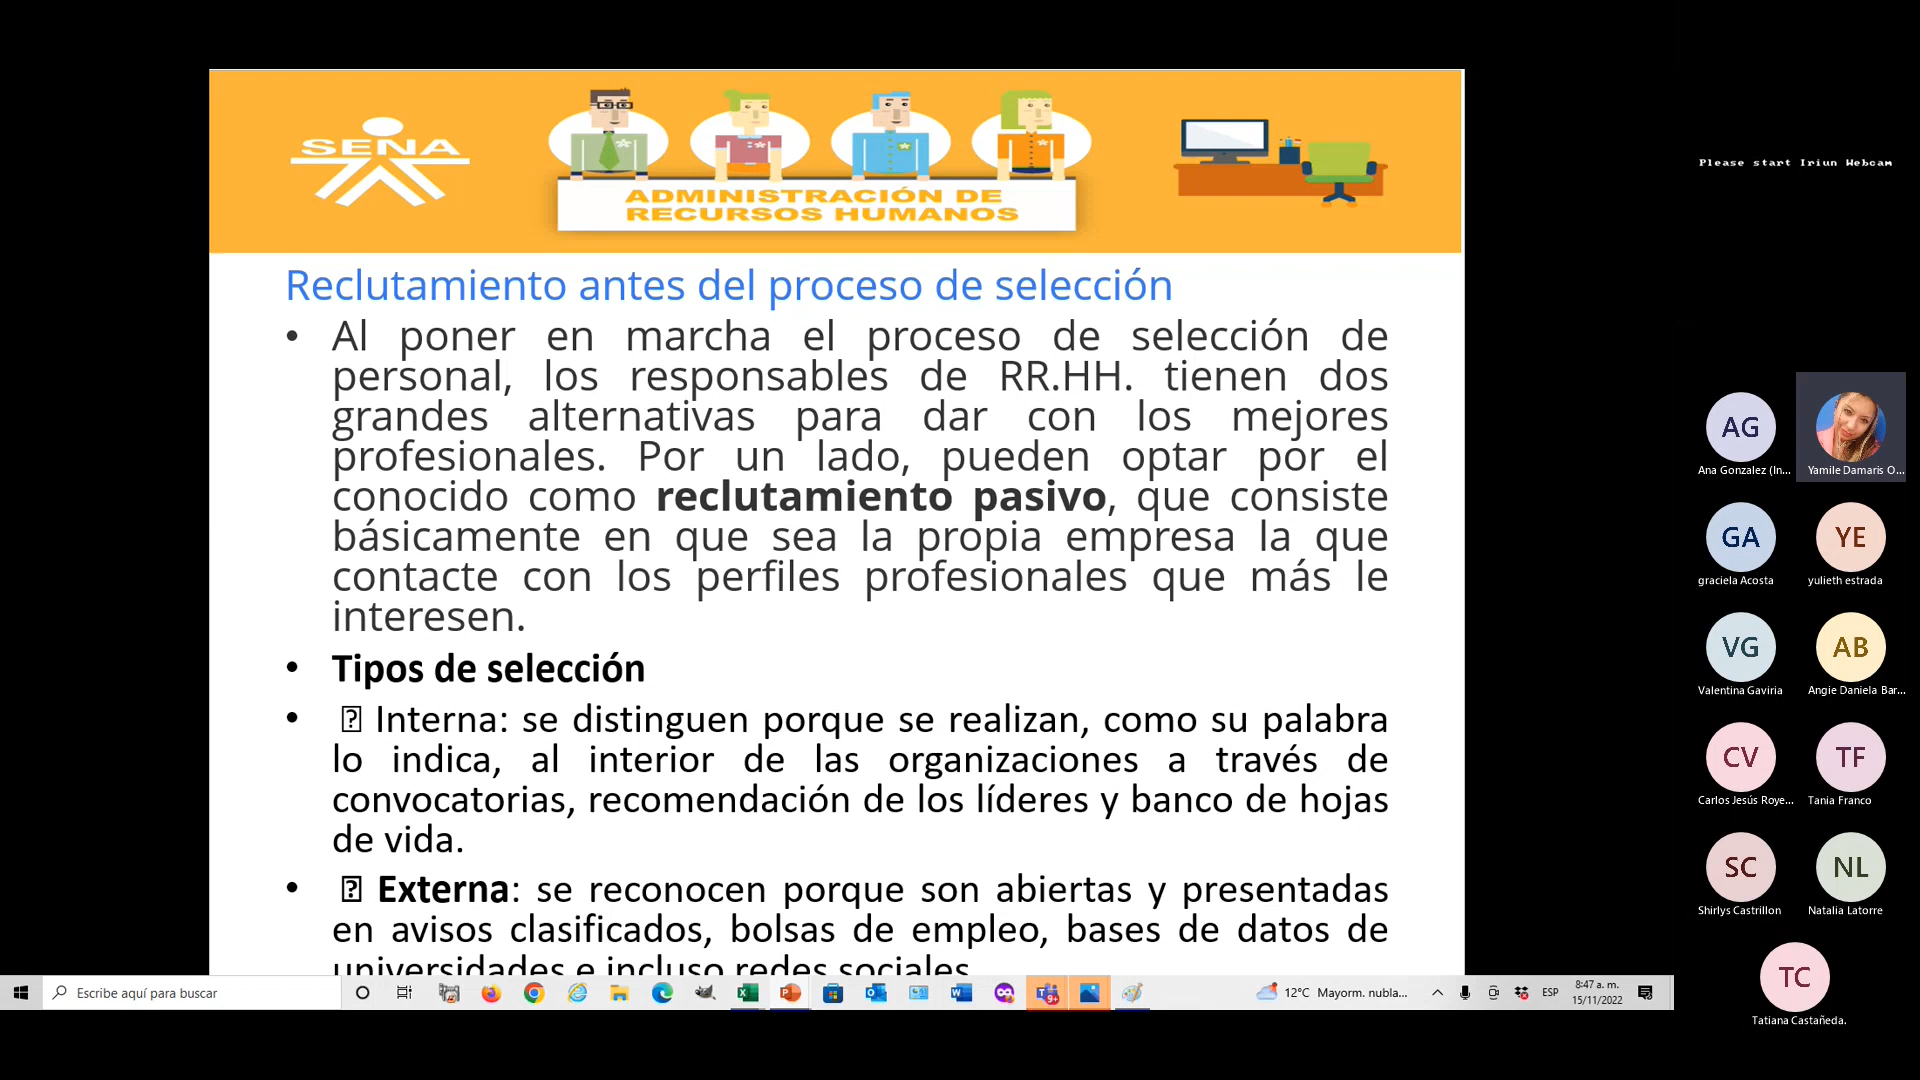 SENA
ADMINISTRACIÓN DE
RECURSOS HUMANOS
Reclutamiento antes del proceso de selección
• Al poner en marcha el proceso de selección de
personal, los responsables de RR.HH. tienen dos
grandes alternativas para dar con los mejores
profesionales. Por un lado, pueden optar por el
conocido como reclutamiento pasivo, que consiste
básicamente en que sea la propia empresa la que
contacte con los perfiles profesionales que más le
interesen.
• Tipos de selección
• Interna: se distinguen porque se realizan, como su palabra
lo indica, al interior de las organizaciones a través de
convocatorias, recomendación de los líderes y banco de hojas
de vida.
• Externa: se reconocen porque son abiertas y presentadas
en avisos clasificados, bolsas de empleo, bases de datos de
universidades e incluso redes sociales
Please start Iriun Webcam
AG
Ana Gonzalez (In...
Yamile Damaris O...
GA
graciela Acosta
YE
yulieth estrada
VG
Valentina Gaviria
AB
Angie Daniela Bar...
CV
Carlos Jesús Roye...
TF
Tania Franco
SC
Shirlys Castrillon
NL
Natalia Latorre
TC
Tatiana Castañeda.
Escribe aquí para buscar
9+
12°C Mayorm. nubla...
ESP
8:47 a. m.
15/11/2022